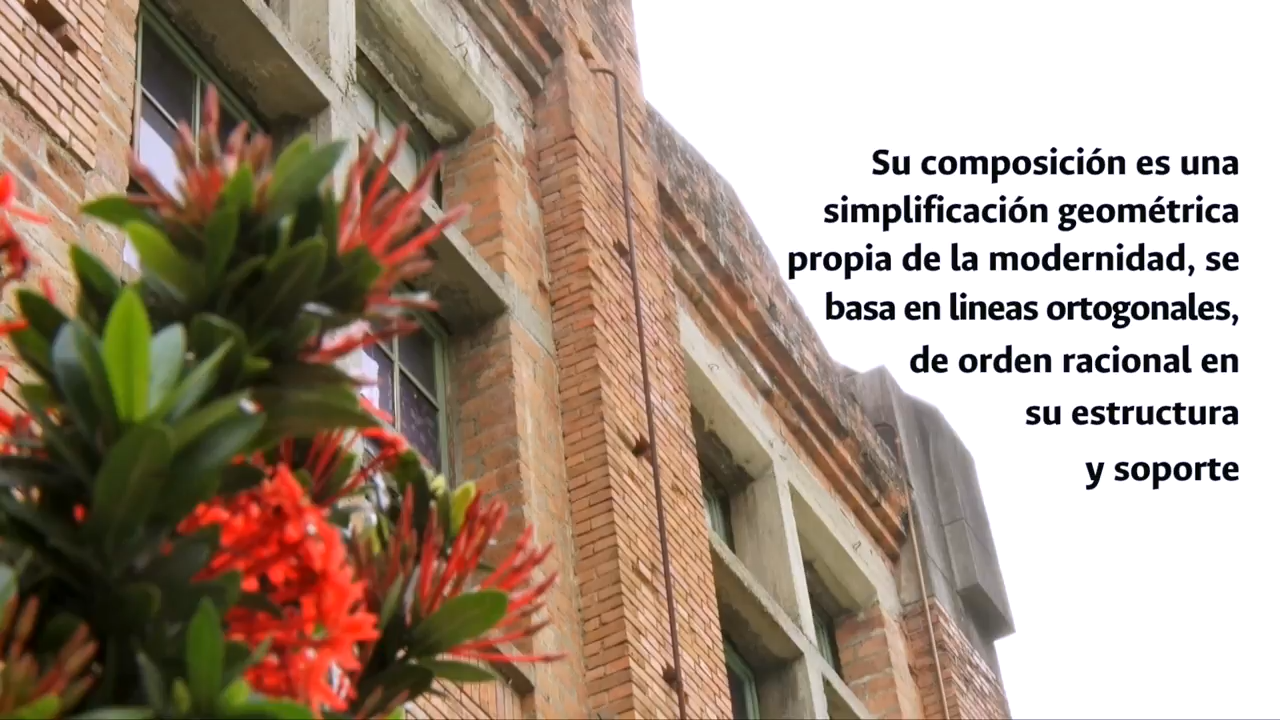 Su composición es una
simplificación geométrica
propia de la modernidad, se
basa en lineas ortogonales,
de orden racional en
su estructura
y soporte